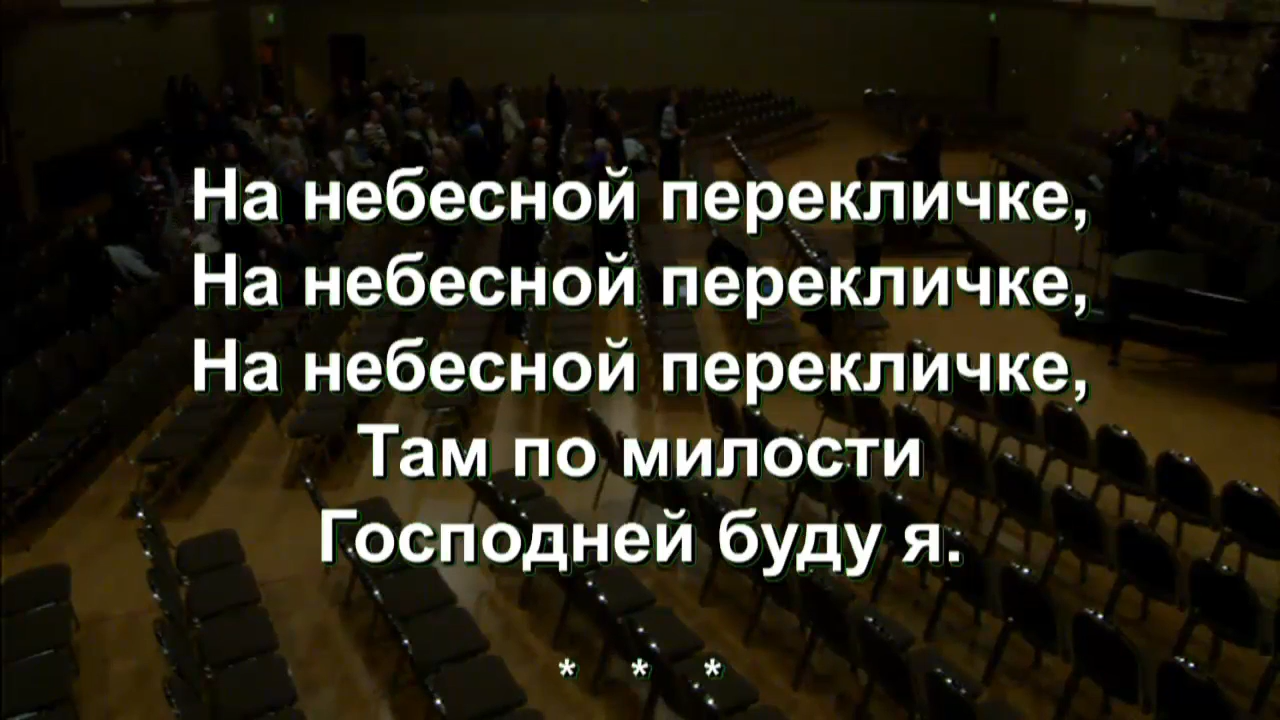 На небесной перекличке,
На небесной перекличке,
На небесной перекличке,
Там по милости
Господней буду я.
* * *